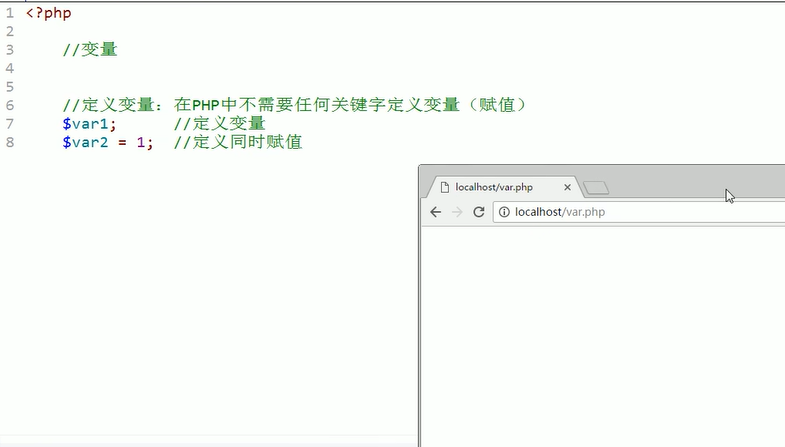 1 <?php
2
3 //变量
4
5
6 //定义变量：在PHP中不需要任何关键字定义变量（赋值）
7 $var1; //定义变量
8 $var2 = 1; //定义同时赋值
localhost/var.php
localhost/var.php